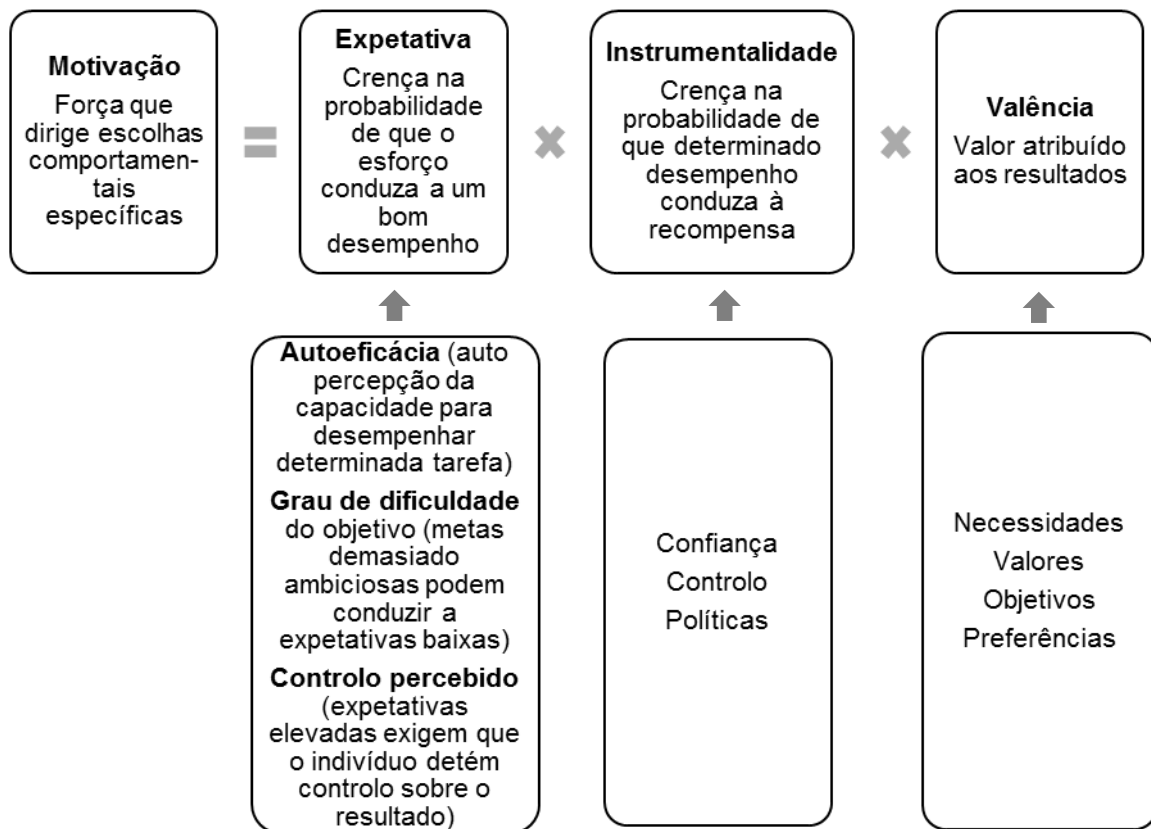 Motivação
Força que
dirige escolhas
comportamen-
tais
específicas
=
Expetativa
Crença na
probabilidade
de que o
esforço
conduza a um
bom
desempenho
×
Instrumentalidade
Crença na
probabilidade de
que determinado
desempenho
conduza à
recompensa
×
Valência
Valor atribuído
aos resultados
Autoeficácia (auto
percepção da
capacidade para
desempenhar
determinada tarefa)
Grau de dificuldade
do objetivo (metas
demasiado
ambiciosas podem
conduzir a
expetativas baixas)
Controlo percebido
(expetativas
elevadas exigem que
o indivíduo detém
controlo sobre o
resultado)
Confiança
Controlo
Políticas
Necessidades
Valores
Objetivos
Preferências